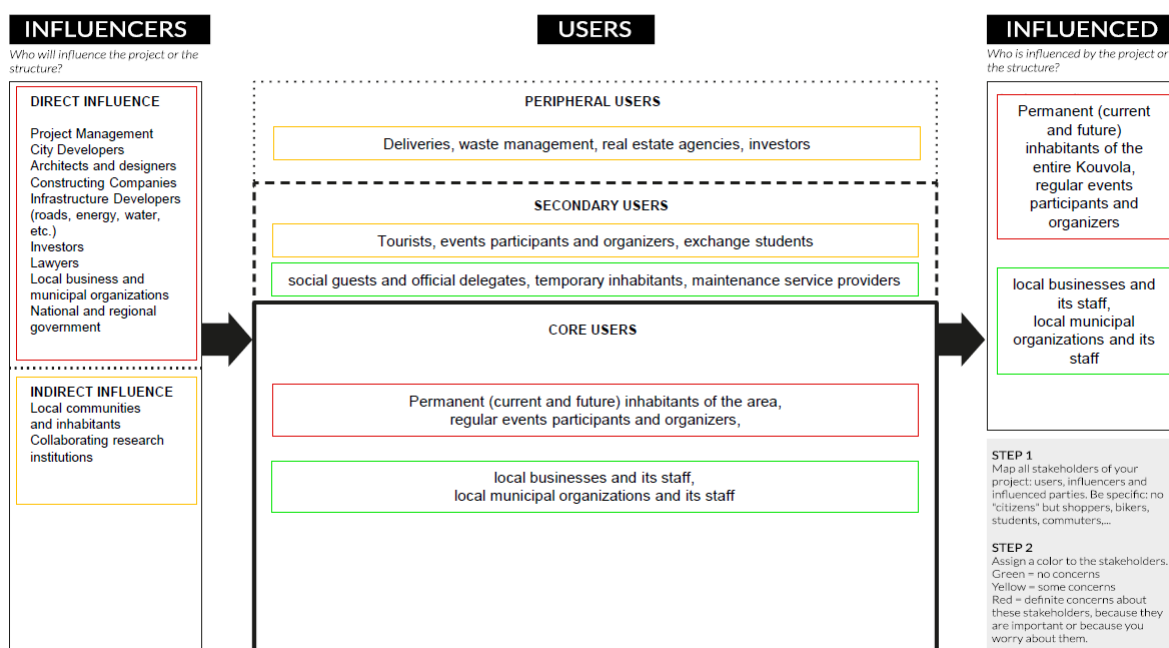 INFLUENCERS
Who will influence the project or the
structure?
DIRECT INFLUENCE
Project Management
City Developers
Architects and designers
Constructing Companies
Infrastructure Developers
(roads, energy, water,
etc.)
Investors
Lawyers
Local business and
municipal organizations
National and regional
government
INDIRECT INFLUENCE
Local communities
and inhabitants
Collaborating research
institutions
USERS
PERIPHERAL USERS
Deliveries, waste management, real estate agencies, investors
SECONDARY USERS
Tourists, events participants and organizers, exchange students
social guests and official delegates, temporary inhabitants, maintenance service providers
CORE USERS
Permanent (current and future) inhabitants of the area,
regular events participants and organizers,
local businesses and its staff,
local municipal organizations and its staff
INFLUENCED
Who is influenced by the project or
the structure?
Permanent (current
and future)
inhabitants of the
entire Kouvola,
regular events
participants and
organizers
local businesses and
its staff,
local municipal
organizations and its
staff
STEP 1
Map all stakeholders of your
project: users, influencers and
influenced parties. Be specific: no
"citizens" but shoppers, bikers,
students, commuters,...
STEP 2
Assign a color to the stakeholders.
Green = no concerns
Yellow = some concerns
Red = definite concerns about
these stakeholders, because they
are important or because you
worry about them.